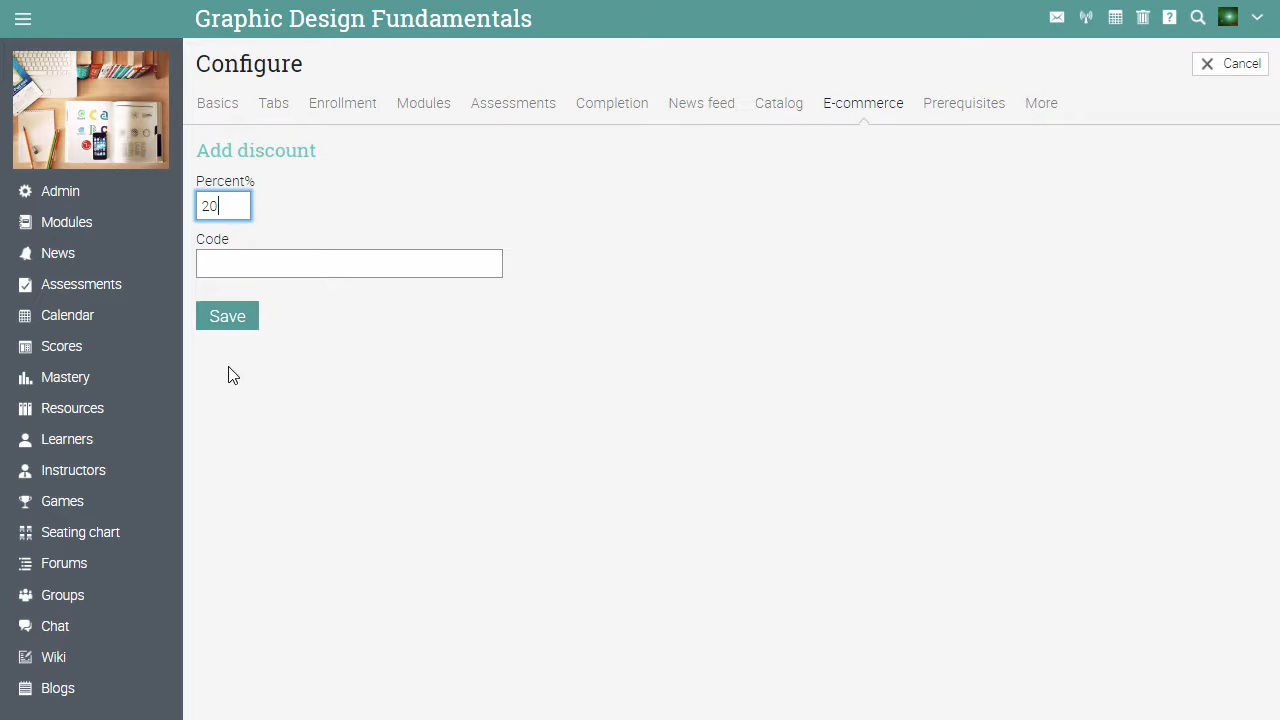 Graphic Design Fundamentals
Configure
Cancel
Basics
Tabs
Enrollment
Modules
Assessments
Completion
News feed
Catalog
E-commerce
Prerequisites
More
Add discount
Percent%
20
Code
Save
Admin
Modules
News
Assessments
Calendar
Scores
Mastery
Resources
Learners
Instructors
Games
Seating chart
Forums
Groups
Chat
Wiki
Blogs